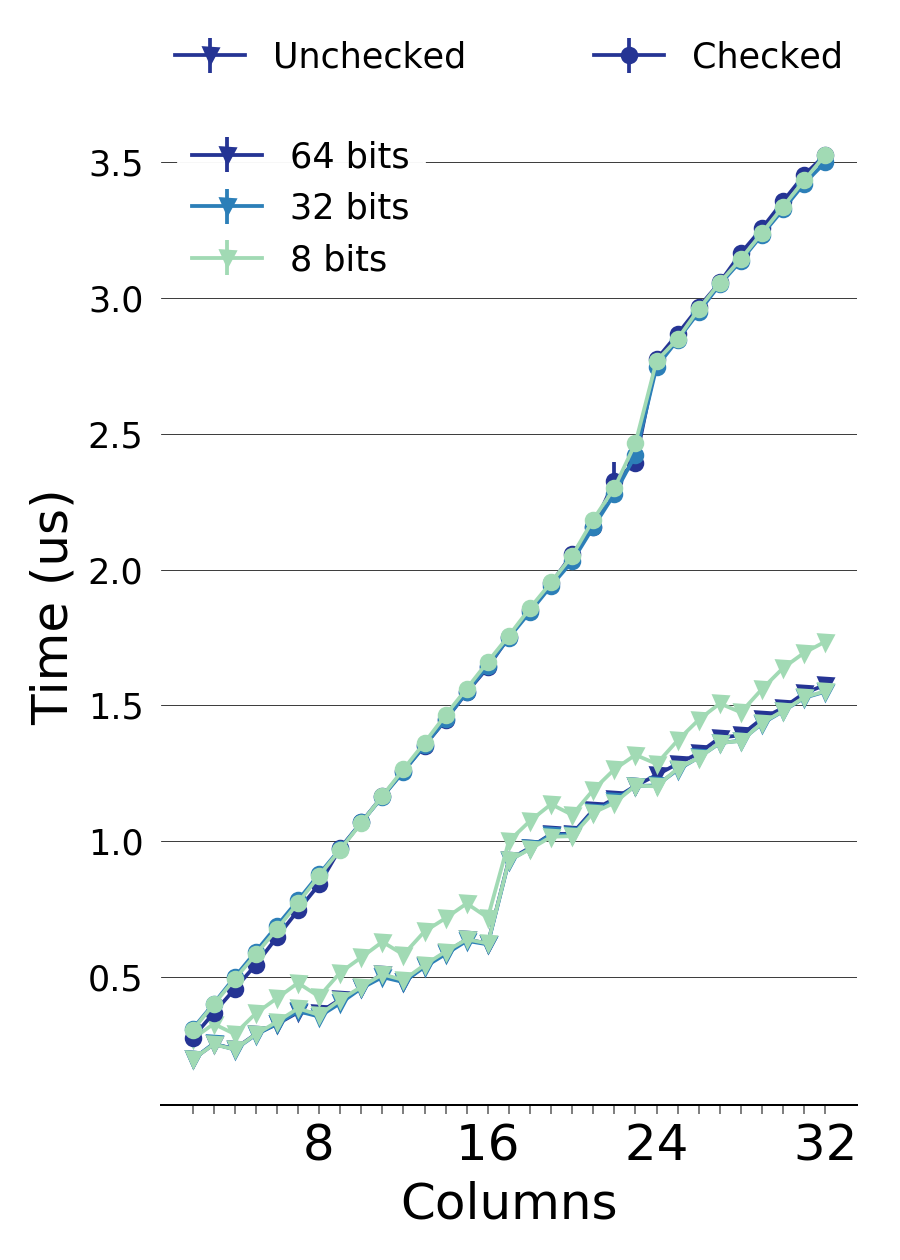 Unchecked Checked
64 bits
32 bits
8 bits
3.5
3.0
2.5
2.0
1.5
1.0
0.5
Time (us)
8 16 24 32
Columns